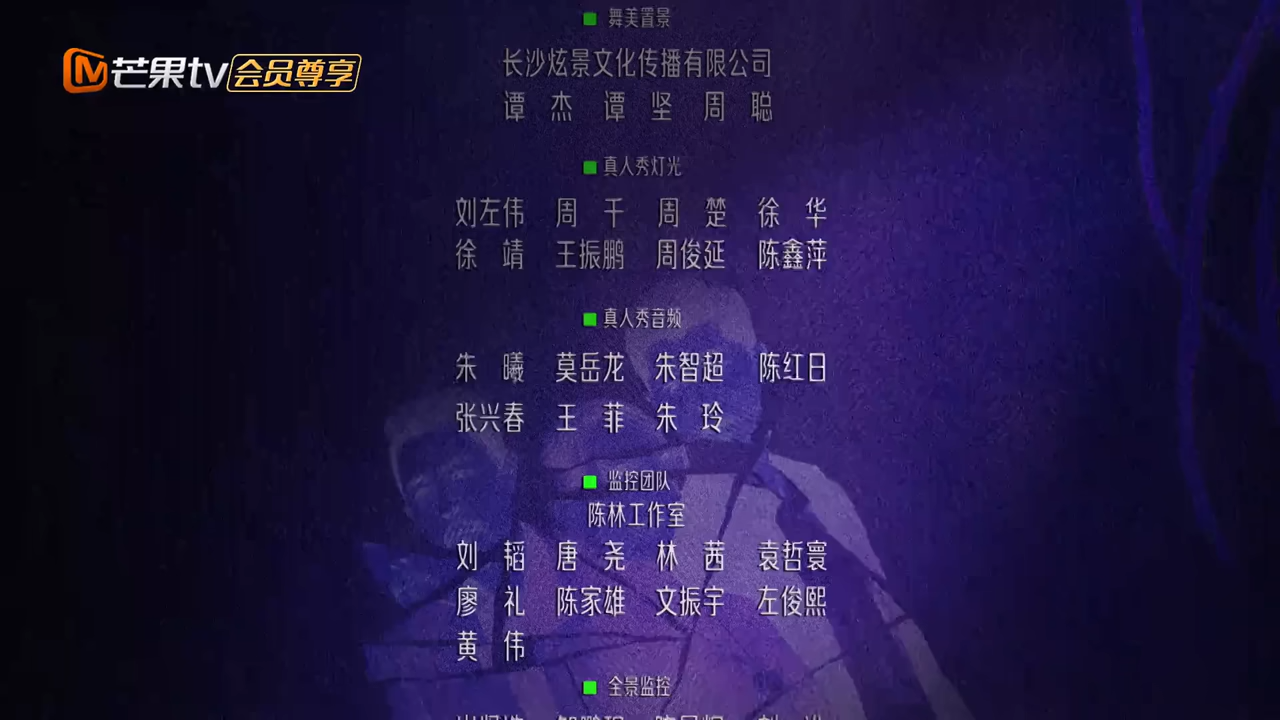 舞美置景
芒果tv会员尊享
长沙炫景文化传播有限公司
谭 杰 谭 坚 周 聪
真人秀灯光
刘左伟 周 千 周 楚 徐 华
徐 靖 王振鹏 周俊延 陈鑫萍
真人秀音频
朱 曦 莫岳龙 朱智超 陈红日
张兴春 王 菲 朱 玲
监控团队
陈林工作室
刘 韬 唐 尧 林 茜 袁哲寰
廖 礼 陈家雄 文振宇 左俊熙
黄 伟
全景监控